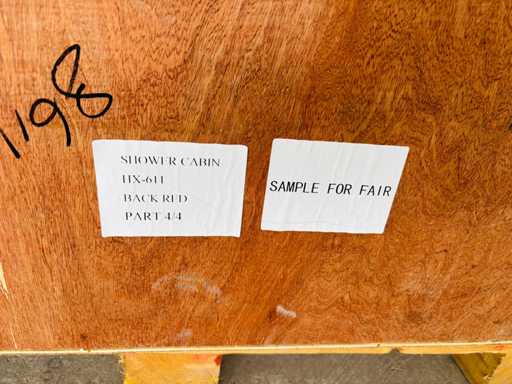 1198
SHOWER CABIN
HX-611
BACK RED
PART 4/4
SAMPLE FOR FAIR